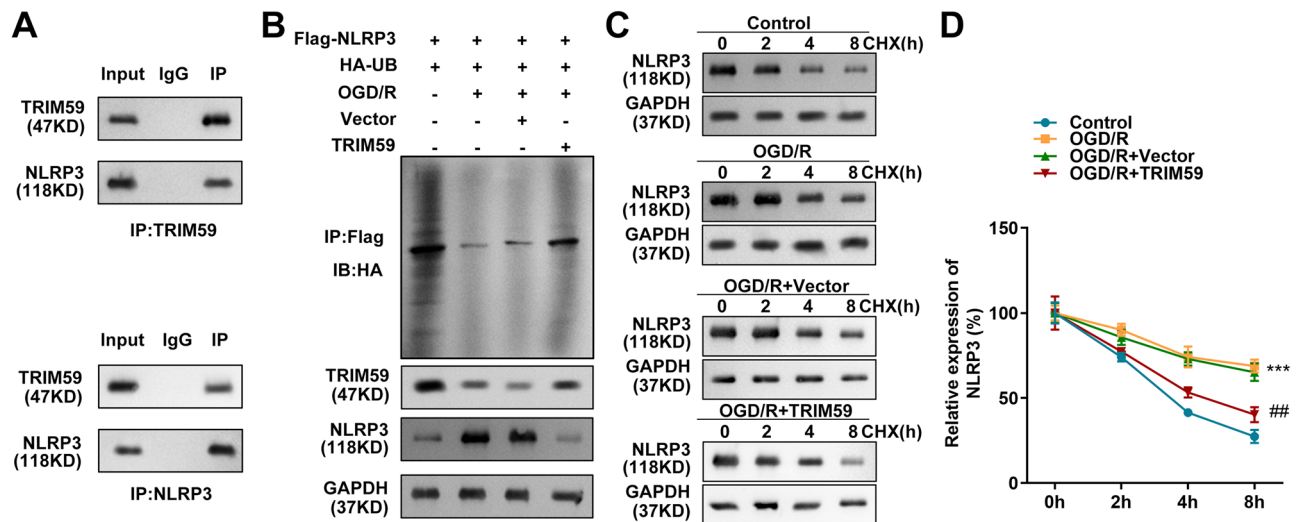 A
Input IgG IP
TRIM59
(47KD)
NLRP3
(118KD)
IP:TRIM59
Input IgG IP
TRIM59
(47KD)
NLRP3
(118KD)
IP:NLRP3
B
Flag-NLRP3 + + + +
HA-UB + + + +
OGD/R - + + +
Vector - - + -
TRIM59 - - - +
IP:Flag
IB:HA
TRIM59
(47KD)
NLRP3
(118KD)
GAPDH
(37KD)
C
Control
0 2 4 8 CHX(h)
NLRP3
(118KD)
GAPDH
(37KD)
OGD/R
0 2 4 8 CHX(h)
NLRP3
(118KD)
GAPDH
(37KD)
OGD/R+Vector
0 2 4 8 CHX(h)
NLRP3
(118KD)
GAPDH
(37KD)
OGD/R+TRIM59
0 2 4 8 CHX(h)
NLRP3
(118KD)
GAPDH
(37KD)
D
Control
OGD/R
OGD/R+Vector
OGD/R+TRIM59
Relative expression of
NLRP3 (%)
150
100
50
0
***
##
0h 2h 4h 8h